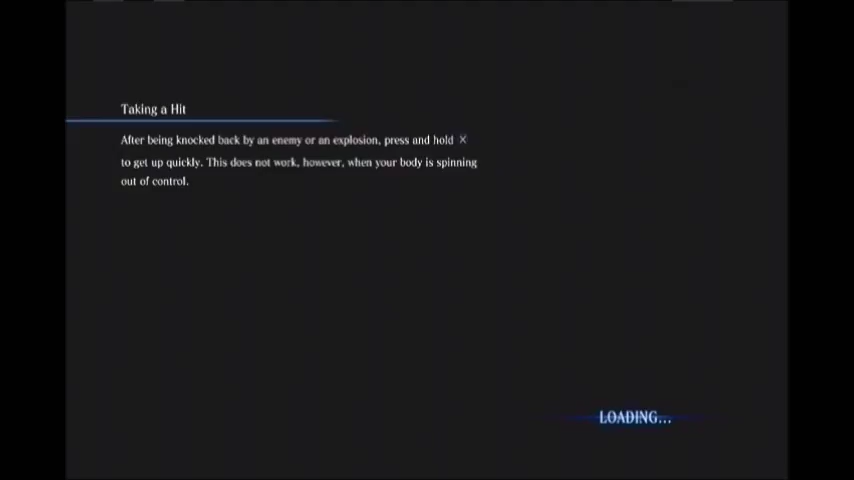 Taking a Hit
After being knocked back by an enemy or an explosion, press and hold X
to get up quickly. This does not work, however, when your body is spinning
out of control.
LOADING...